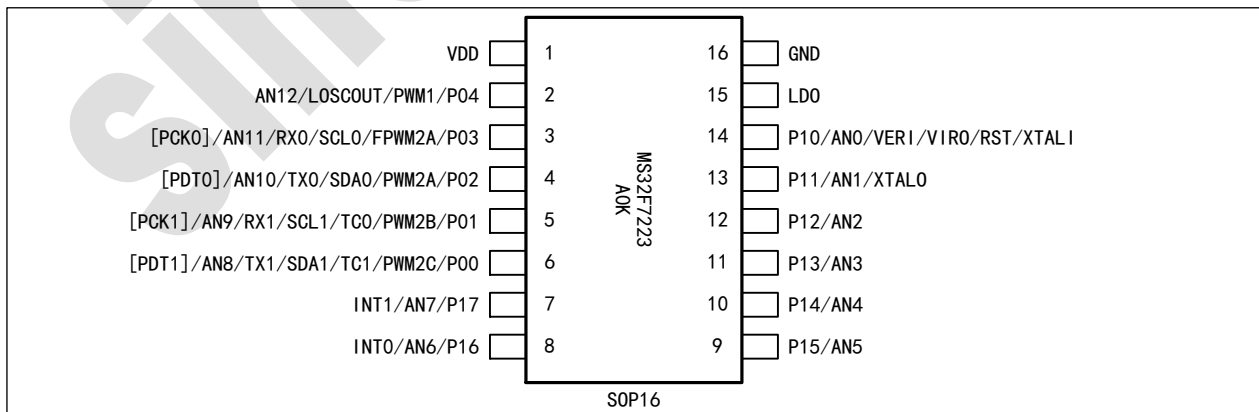 sin
VDD 1 16 GND
AN12/LOSCOUT/PWM1/P04 2 15 LDO
[PCK0]/AN11/RX0/SCL0/FPWM2A/P03 3 14 P10/AN0/VERI/VIRO/RST/XTALI
[PDT0]/AN10/TX0/SDA0/PWM2A/P02 4 13 P11/AN1/XTALO
[PCK1]/AN9/RX1/SCL1/TC0/PWM2B/P01 5 12 P12/AN2
[PDT1]/AN8/TX1/SDA1/TC1/PWM2C/P00 6 11 P13/AN3
INT1/AN7/P17 7 10 P14/AN4
INT0/AN6/P16 8 9 P15/AN5
MS32F7223
A0K
SOP16